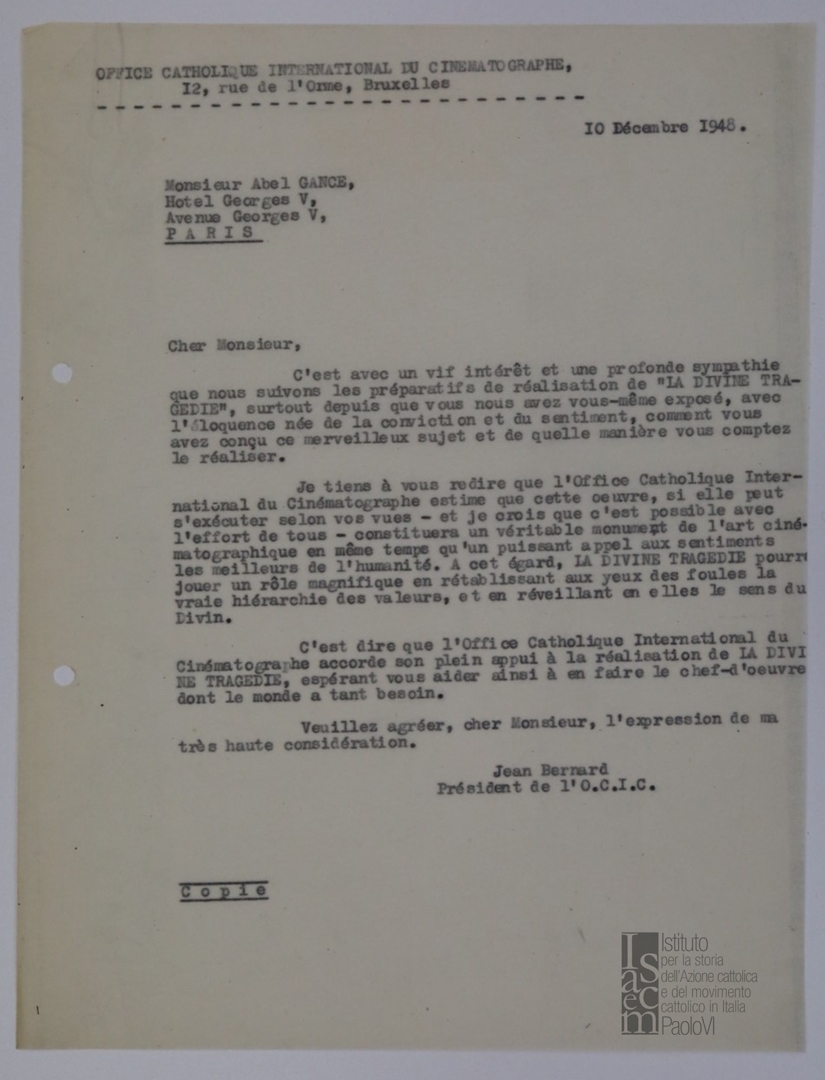 OFFICE CATHOLIQUE INTERNATIONAL DU CINEMATOGRAPHE,
I2, rue de l'Orme, Bruxelles
IO Décembre I948.
Monsieur Abel GANCE,
Hotel Georges V,
Avenue Georges V,
P A R I S
Cher Monsieur,
C'est avec un vif intérêt et une profonde sympathie
que nous suivons les préparatifs de réalisation de "LA DIVINE TRA-
GEDIE", surtout depuis que vous nous avez vous-même exposé, avec
l'éloquence née de la conviction et du sentiment, comment vous
avez conçu ce merveilleux sujet et de quelle manière vous comptez
le réaliser.
Je tiens à vous redire que l'Office Catholique Inter-
national du Cinématographe estime que cette oeuvre, si elle peut
s'exécuter selon vos vues - et je crois que c'est possible avec
l'effort de tous - constituera un véritable monument de l'art ciné-
matographique en même temps qu'un puissant appel aux sentiments
les meilleurs de l'humanité. A cet égard, LA DIVINE TRAGEDIE pourra
jouer un rôle magnifique en rétablissant aux yeux des foules la
vraie hiérarchie des valeurs, et en réveillant en elles le sens du
Divin.
C'est dire que l'Office Catholique International du
Cinématographe accorde son plein appui à la réalisation de LA DIVI
NE TRAGEDIE, espérant vous aider ainsi à en faire le chef-d'oeuvre
dont le monde a tant besoin.
Veuillez agréer, cher Monsieur, l'expression de ma
très haute considération.
Jean Bernard
Président de l'O.C.I.C.
C o p i e
Isacem
Istituto
per la storia
dell'Azione cattolica
e del movimento
cattolico in Italia
PaoloVI